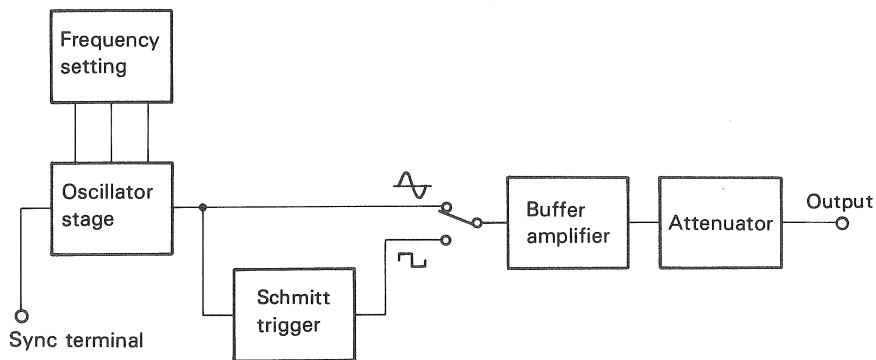 Frequency
setting
Oscillator
stage
Sync terminal
Schmitt
trigger
Buffer
amplifier
Attenuator
Output